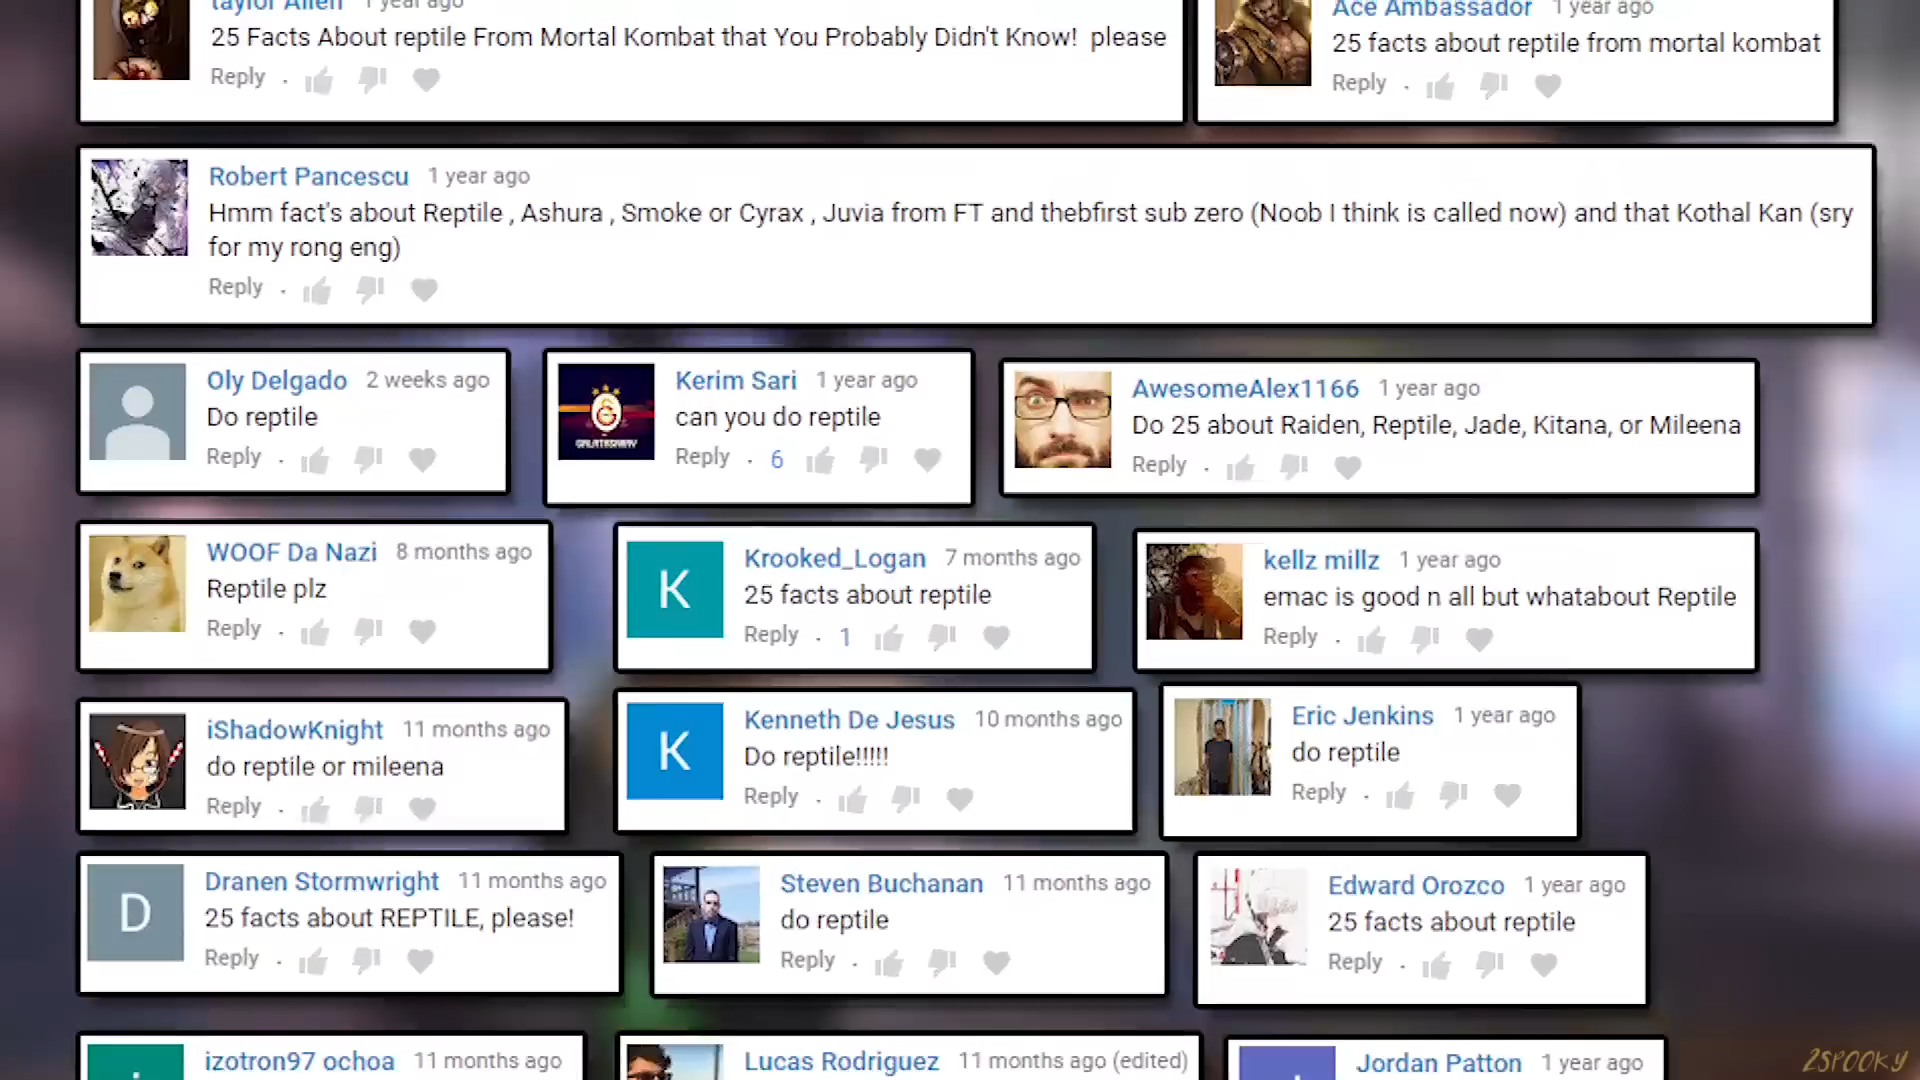 taylor Allen 1 year ago
25 Facts About reptile From Mortal Kombat that You Probably Didn't Know! please
Reply .
Ace Ambassador 1 year ago
25 facts about reptile from mortal kombat
Reply .
Robert Pancescu 1 year ago
Hmm fact's about Reptile , Ashura , Smoke or Cyrax , Juvia from FT and thebfirst sub zero (Noob I think is called now) and that Kothal Kan (sry
for my rong eng)
Reply .
Oly Delgado 2 weeks ago
Do reptile
Reply .
GALATASARAY
Kerim Sari 1 year ago
can you do reptile
Reply . 6
AwesomeAlex1166 1 year ago
Do 25 about Raiden, Reptile, Jade, Kitana, or Mileena
Reply .
WOOF Da Nazi 8 months ago
Reptile plz
Reply .
K
Krooked_Logan 7 months ago
25 facts about reptile
Reply . 1
kellz millz 1 year ago
emac is good n all but whatabout Reptile
Reply .
iShadowKnight 11 months ago
do reptile or mileena
Reply .
K
Kenneth De Jesus 10 months ago
Do reptile!!!!!
Reply .
Eric Jenkins 1 year ago
do reptile
Reply .
D
Dranen Stormwright 11 months ago
25 facts about REPTILE, please!
Reply .
Steven Buchanan 11 months ago
do reptile
Reply .
Edward Orozco 1 year ago
25 facts about reptile
Reply .
izotron97 ochoa 11 months ago
Lucas Rodriguez 11 months ago (edited)
Jordan Patton 1 year ago
2SPOOKY